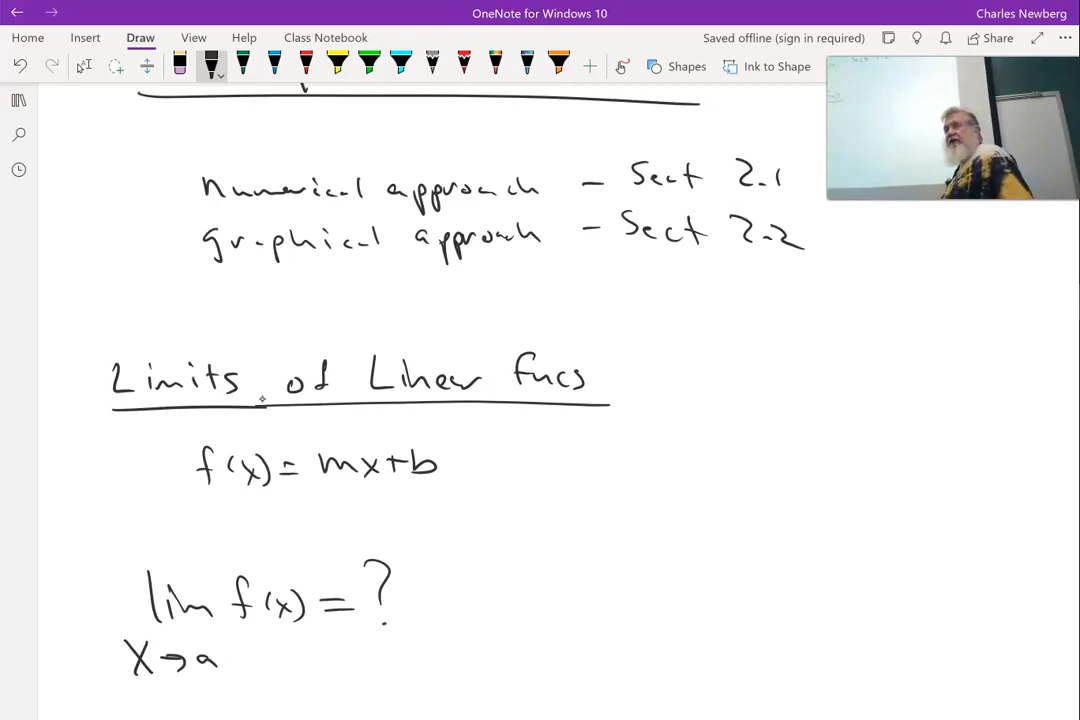 OneNote for Windows 10
Charles Newberg
Home Insert Draw View Help Class Notebook
Saved offline (sign in required)
Share
Shapes
Ink to Shape
numerical approach - Sect 2.1
graphical approach - Sect 2.2
Limits of Linear Fncs
f(x) = mx+b
lim f(x) = ?
x→a